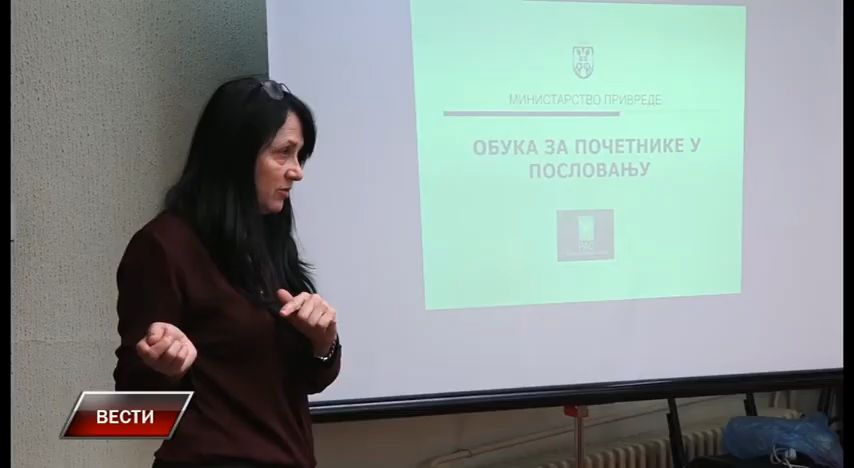 МИНИСТАРСТВО ПРИВРЕДЕ
ОБУКА ЗА ПОЧЕТНИКЕ У
ПОСЛОВАЊУ
ВЕСТИ